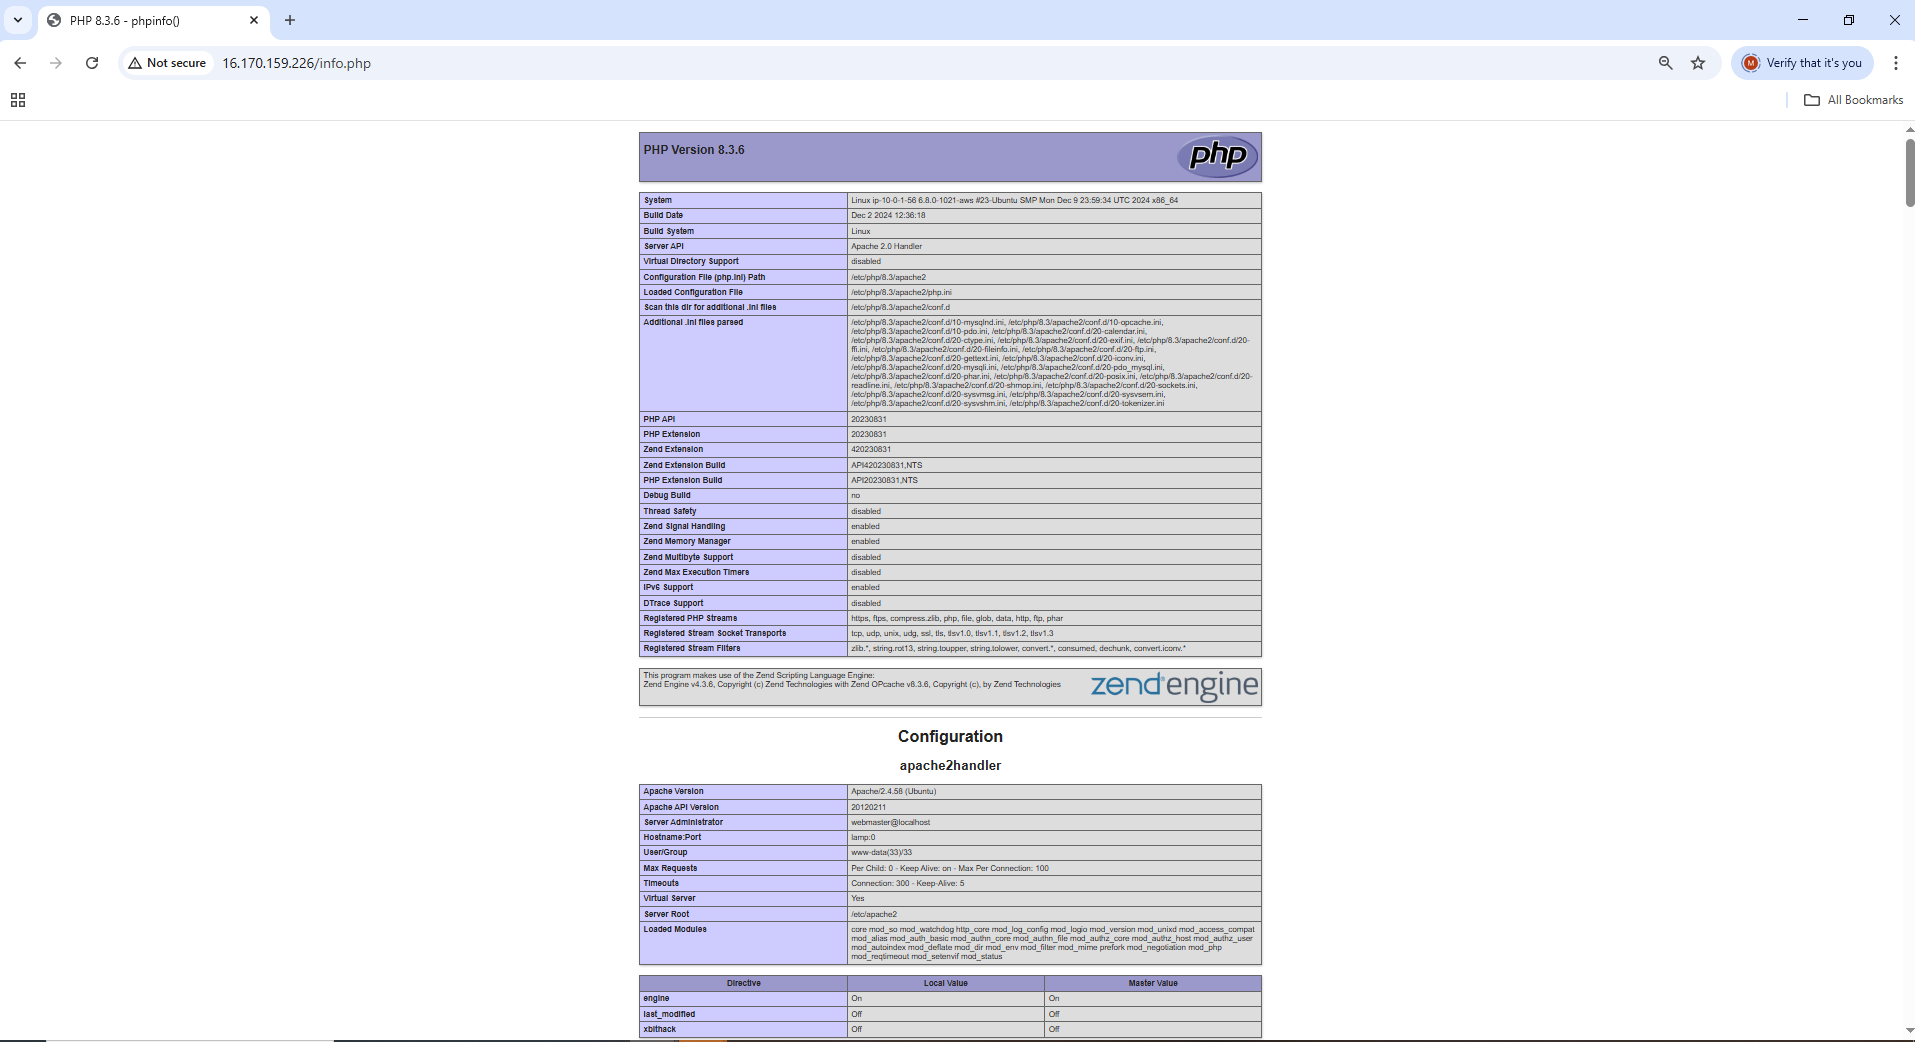 PHP 8.3.6 - phpinfo()
Not secure
16.170.159.226/info.php
M
Verify that it's you
All Bookmarks
PHP Version 8.3.6
php
System Linux ip-10-0-1-56 6.8.0-1021-aws #23-Ubuntu SMP Mon Dec 9 23:59:34 UTC 2024 x86_64
Build Date Dec 2 2024 12:36:18
Build System Linux
Server API Apache 2.0 Handler
Virtual Directory Support disabled
Configuration File (php.ini) Path /etc/php/8.3/apache2
Loaded Configuration File /etc/php/8.3/apache2/php.ini
Scan this dir for additional .ini files /etc/php/8.3/apache2/conf.d
Additional .ini files parsed /etc/php/8.3/apache2/conf.d/10-mysqlnd.ini, /etc/php/8.3/apache2/conf.d/10-opcache.ini,
/etc/php/8.3/apache2/conf.d/10-pdo.ini, /etc/php/8.3/apache2/conf.d/20-calendar.ini,
/etc/php/8.3/apache2/conf.d/20-ctype.ini, /etc/php/8.3/apache2/conf.d/20-exif.ini, /etc/php/8.3/apache2/conf.d/20-
ffi.ini, /etc/php/8.3/apache2/conf.d/20-fileinfo.ini, /etc/php/8.3/apache2/conf.d/20-ftp.ini,
/etc/php/8.3/apache2/conf.d/20-gettext.ini, /etc/php/8.3/apache2/conf.d/20-iconv.ini,
/etc/php/8.3/apache2/conf.d/20-mysqli.ini, /etc/php/8.3/apache2/conf.d/20-pdo_mysql.ini,
/etc/php/8.3/apache2/conf.d/20-phar.ini, /etc/php/8.3/apache2/conf.d/20-posix.ini, /etc/php/8.3/apache2/conf.d/20-
readline.ini, /etc/php/8.3/apache2/conf.d/20-shmop.ini, /etc/php/8.3/apache2/conf.d/20-sockets.ini,
/etc/php/8.3/apache2/conf.d/20-sysvmsg.ini, /etc/php/8.3/apache2/conf.d/20-sysvsem.ini,
/etc/php/8.3/apache2/conf.d/20-sysvshm.ini, /etc/php/8.3/apache2/conf.d/20-tokenizer.ini
PHP API 20230831
PHP Extension 20230831
Zend Extension 420230831
Zend Extension Build API420230831,NTS
PHP Extension Build API20230831,NTS
Debug Build no
Thread Safety disabled
Zend Signal Handling enabled
Zend Memory Manager enabled
Zend Multibyte Support disabled
Zend Max Execution Timers disabled
IPv6 Support enabled
DTrace Support disabled
Registered PHP Streams https, ftps, compress.zlib, php, file, glob, data, http, ftp, phar
Registered Stream Socket Transports tcp, udp, unix, udg, ssl, tls, tlsv1.0, tlsv1.1, tlsv1.2, tlsv1.3
Registered Stream Filters zlib.*, string.rot13, string.toupper, string.tolower, convert.*, consumed, dechunk, convert.iconv.*
This program makes use of the Zend Scripting Language Engine:
Zend Engine v4.3.6, Copyright (c) Zend Technologies with Zend OPcache v8.3.6, Copyright (c), by Zend Technologies
zend engine
Configuration
apache2handler
Apache Version Apache/2.4.58 (Ubuntu)
Apache API Version 20120211
Server Administrator webmaster@localhost
Hostname:Port lamp:0
User/Group www-data(33)/33
Max Requests Per Child: 0 - Keep Alive: on - Max Per Connection: 100
Timeouts Connection: 300 - Keep-Alive: 5
Virtual Server Yes
Server Root /etc/apache2
Loaded Modules core mod_so mod_watchdog http_core mod_log_config mod_logio mod_version mod_unixd mod_access_compat
mod_alias mod_auth_basic mod_authn_core mod_authn_file mod_authz_core mod_authz_host mod_authz_user
mod_autoindex mod_deflate mod_dir mod_env mod_filter mod_mime prefork mod_negotiation mod_php
mod_reqtimeout mod_setenvif mod_status
Directive Local Value Master Value
engine On On
last_modified Off Off
xbithack Off Off